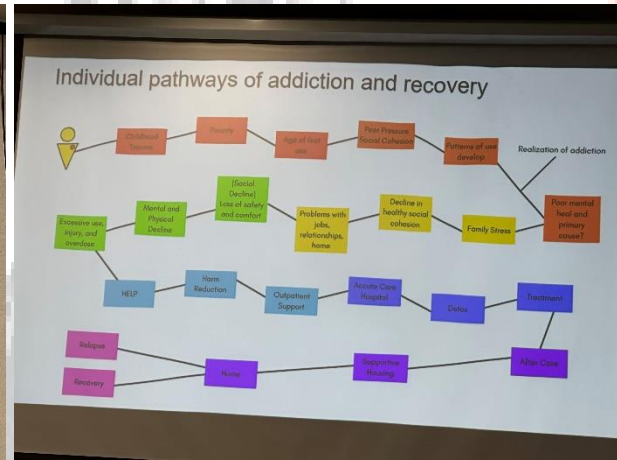 Individual pathways of addiction and recovery
Childhood
Trauma
Poverty
Age of first
use
Peer Pressure
Social Cohesion
Patterns of use
develop
Realization of addiction
Excessive use,
injury, and
overdose
Mental and
Physical
Decline
(Social
Decline)
Loss of safety
and comfort
Problems with
jobs,
relationships,
home
Decline in
healthy social
cohesion
Family Stress
Poor mental
heal and
primary
cause?
HELP
Harm
Reduction
Outpatient
Support
Accute Care
Hospital
Detox
Treatment
Relapse
Recovery
Home
Supportive
Housing
After Care